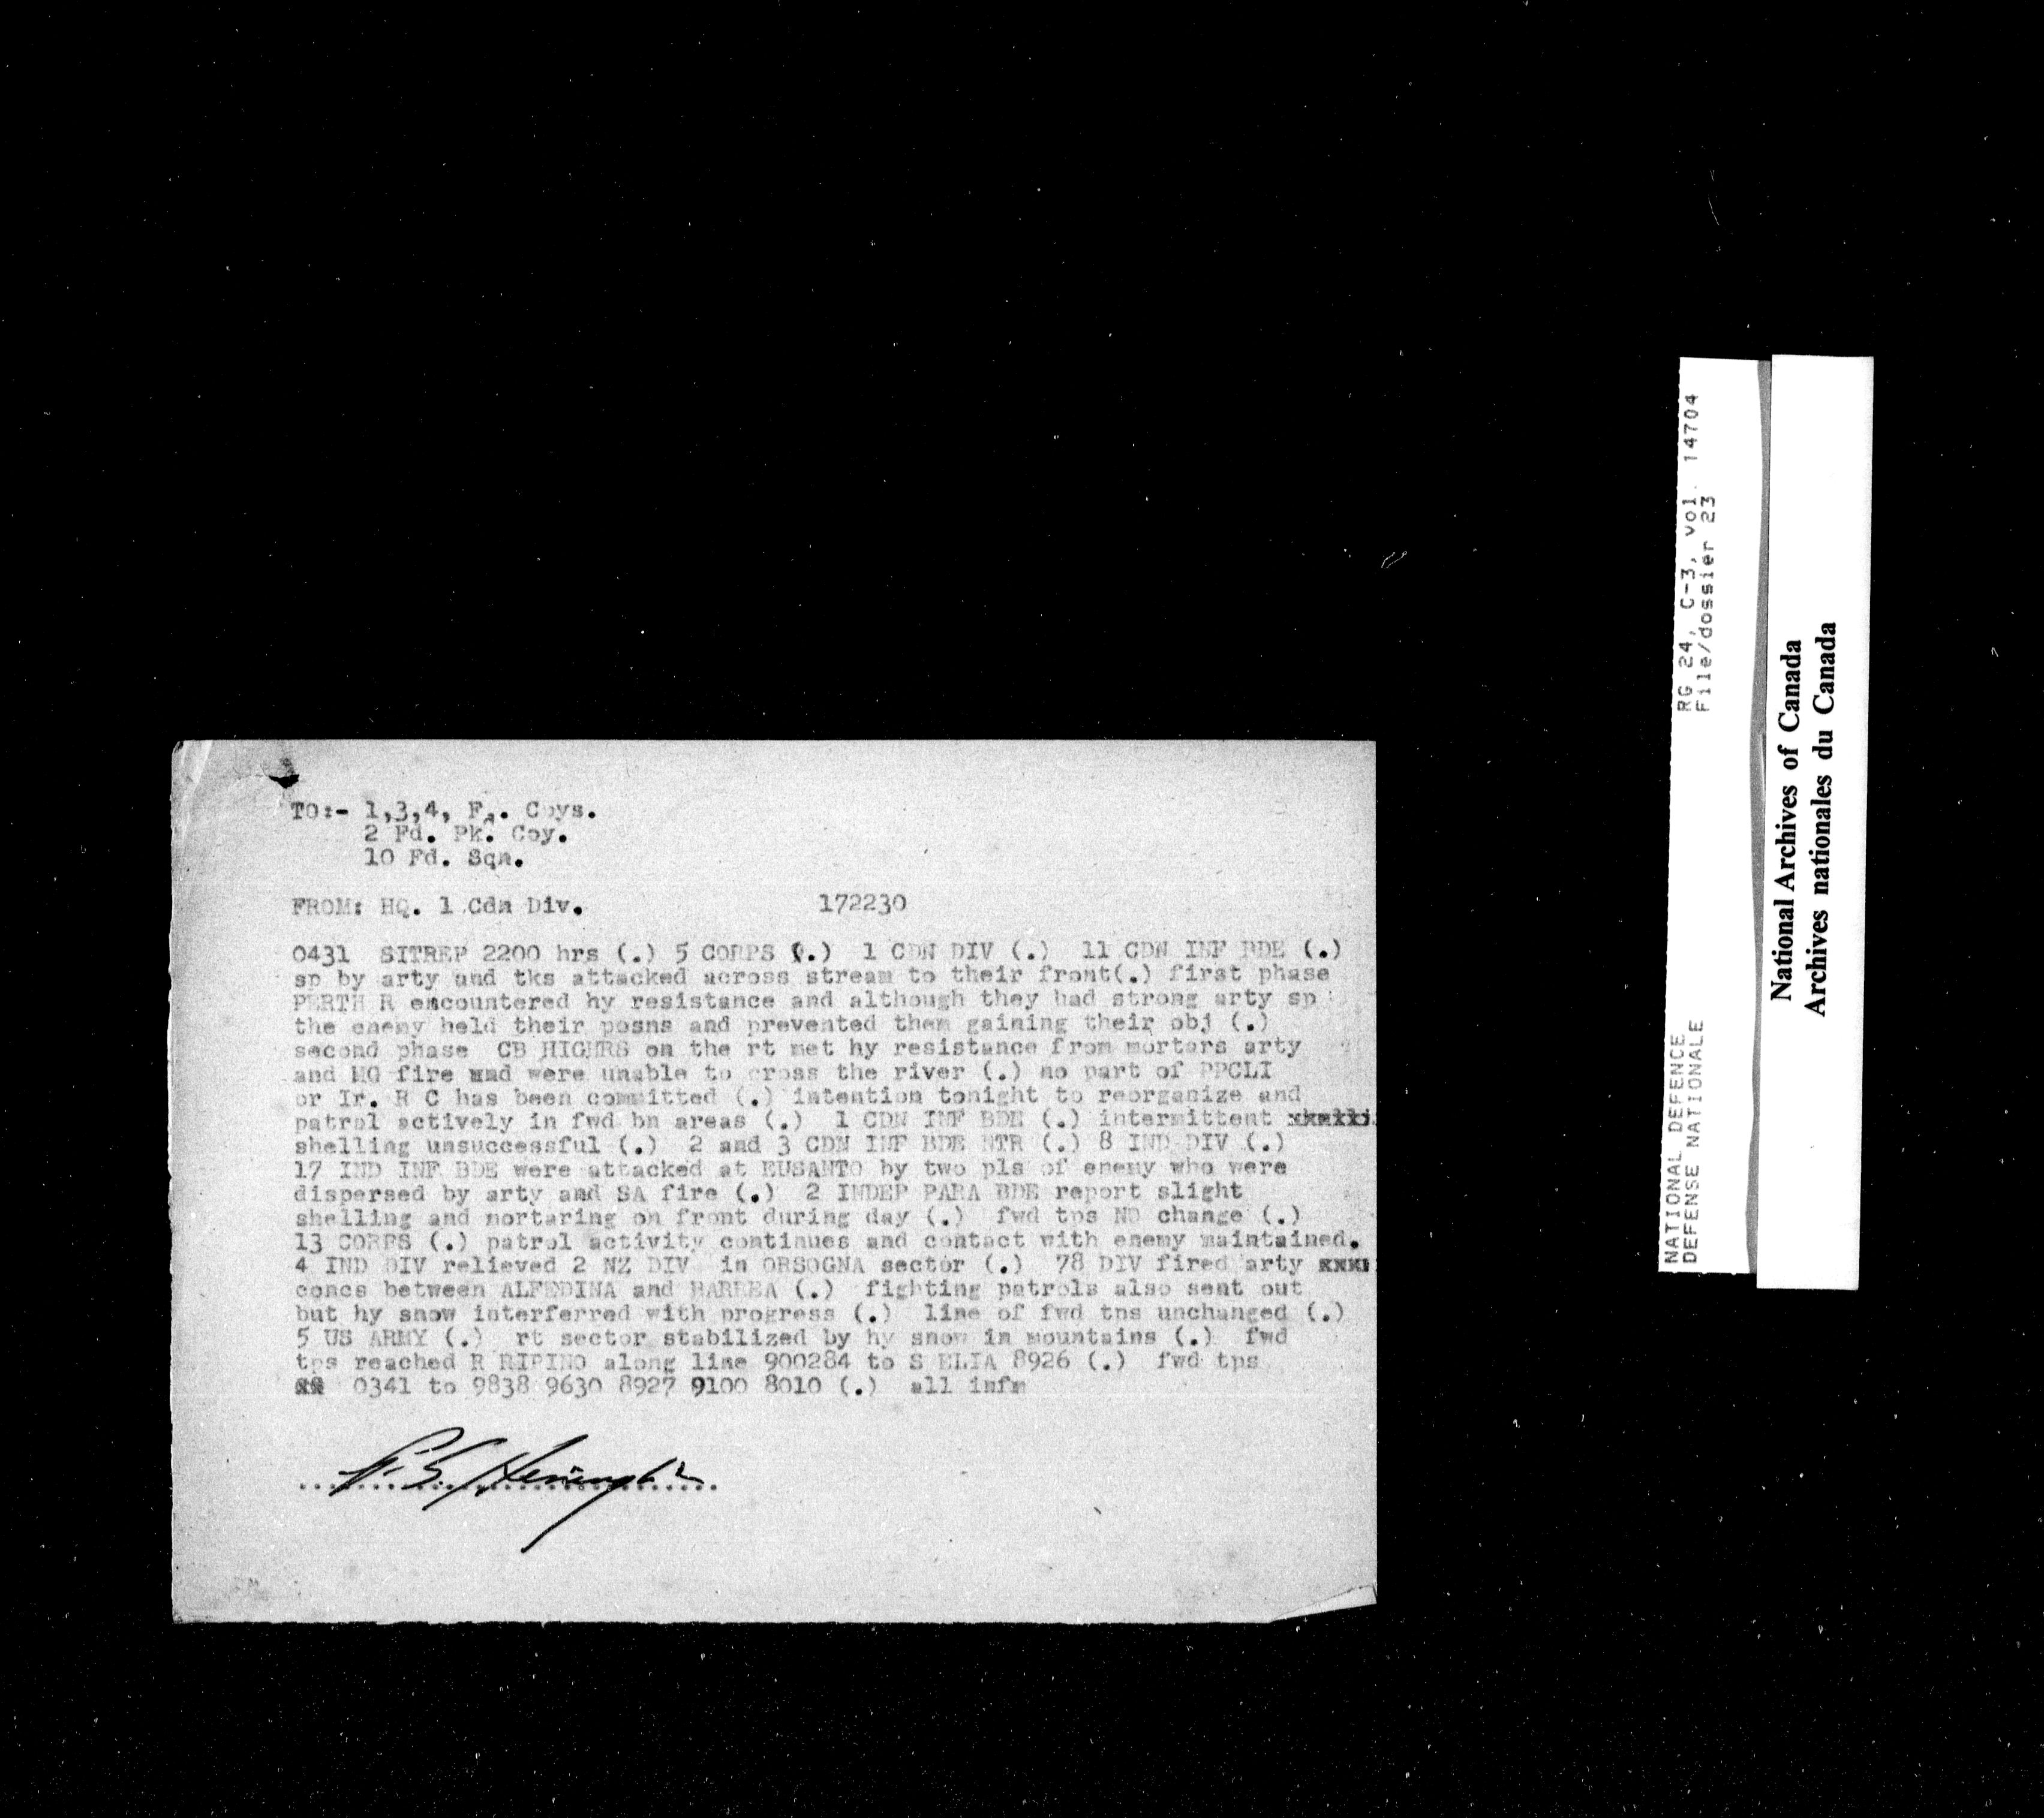 TO:- 1,3,4, F . Coys.
2 Fd. Pk. Coy.
10 Fd. Sqn.
FROM: HQ. 1 Cdn Div. 172230
0431 SITREP 2200 hrs (.) 5 CORPS (.) 1 CDN DIV (.) 11 CDN INF BDE (.)
sp by arty and tks attacked across stream to their front(.) first phase
PERTH R encountered hy resistance and although they had strong arty sp
the enemy held their posns and prevented them gaining their obj (.)
second phase CB HIGHRS on the rt met hy resistance from mortars arty
and MG fire and were unable to cross the river (.) no part of PPCLI
or Ir. R C has been committed (.) intention tonight to reorganize and
patrol actively in fwd bn areas (.) 1 CDN INF BDE (.) intermittent
shelling unsuccessful (.) 2 and 3 CDN INF BDE NTR (.) 8 IND DIV (.)
17 IND INF BDE were attacked at EUSANTO by two pls of enemy who were
dispersed by arty and SA fire (.) 2 INDEP PARA BDE report slight
shelling and mortaring on front during day (.) fwd tps NO change (.)
13 CORPS (.) patrol activity continues and contact with enemy maintained.
4 IND DIV relieved 2 NZ DIV in ORSOGNA sector (.) 78 DIV fired arty
concs between ALFEDINA and BARREA (.) fighting patrols also sent out
but hy snow interferred with progress (.) line of fwd tps unchanged (.)
5 US ARMY (.) rt sector stabilized by hy snow in mountains (.) fwd
tps reached R RIPINO along line 900284 to S ELIA 8926 (.) fwd tps
0341 to 9838 9630 8927 9100 8010 (.) all infm
RG 24, C-3, vol. 14704
File/dossier 23
NATIONAL DEFENCE
DEFENSE NATIONALE
National Archives of Canada
Archives nationales du Canada